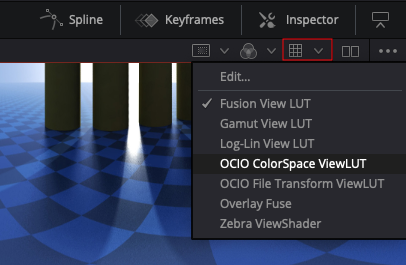 Spline
Keyframes
Inspector
Edit...
Fusion View LUT
Gamut View LUT
Log-Lin View LUT
OCIO ColorSpace ViewLUT
OCIO File Transform ViewLUT
Overlay Fuse
Zebra ViewShader